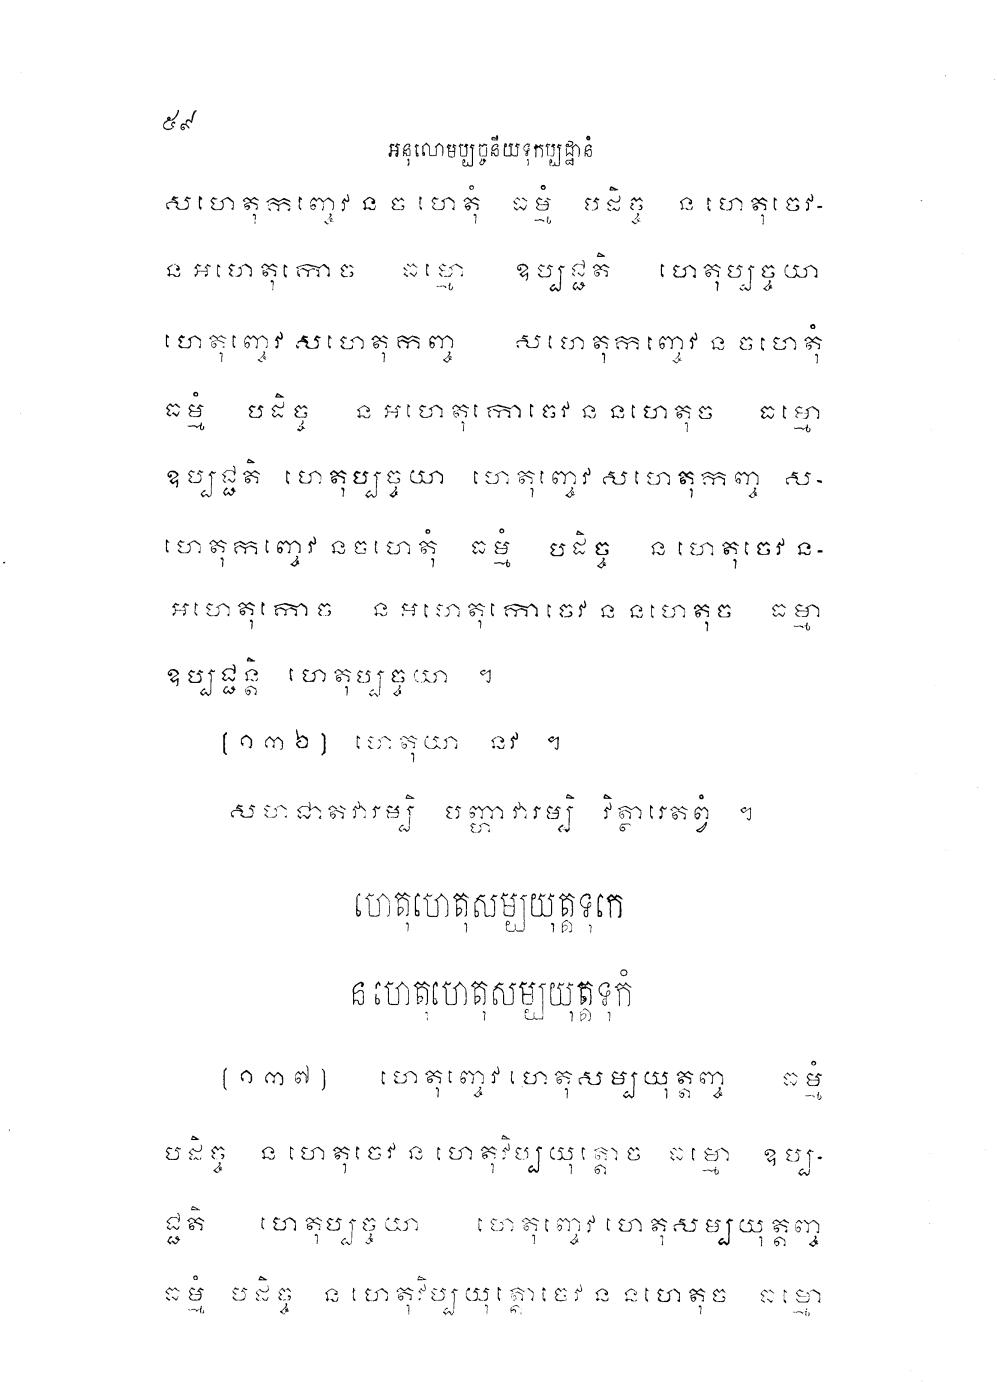 ៥៩
អនុលោមប្បច្ចនីយទុកប្បដ្ឋានំ
សហេតុកញ្ចេវ ន ច ហេតុំ ធម្មំ បដិច្ច ន ហេតុចេវ-
ន អហេតុកោ ច ធម្មោ ឧប្បជ្ជតិ ហេតុប្បច្ចយា
ហេតុញ្ចេវ សហេតុកញ្ច សហេតុកញ្ចេវ ន ច ហេតុំ
ធម្មំ បដិច្ច ន អហេតុកោ ចេវ ន នហេតុ ច ធម្មោ
ឧប្បជ្ជតិ ហេតុប្បច្ចយា ហេតុញ្ចេវ សហេតុកញ្ច ស-
ហេតុកញ្ចេវ ន ច ហេតុំ ធម្មំ បដិច្ច ន ហេតុចេវ ន-
អហេតុកោ ច ន អហេតុកោ ចេវ ន នហេតុ ច ធម្មា
ឧប្បជ្ជន្តិ ហេតុប្បច្ចយា ។
(១៣៦) ហេតុយា នវ ។
សហជាតវារម្បិ បញ្ហាវារម្បិ វិត្ថារេតព្វំ ។
ហេតុហេតុសម្បយុត្តទុកេ
ន ហេតុហេតុសម្បយុត្តទុកំ
(១៣៧) ហេតុញ្ចេវ ហេតុសម្បយុត្តញ្ច ធម្មំ
បដិច្ច ន ហេតុចេវ ន ហេតុវិប្បយុត្តោ ច ធម្មោ ឧប្ប-
ជ្ជតិ ហេតុប្បច្ចយា ហេតុញ្ចេវ ហេតុសម្បយុត្តញ្ច
ធម្មំ បដិច្ច ន ហេតុវិប្បយុត្តោ ចេវ ន នហេតុ ច ធម្មោ